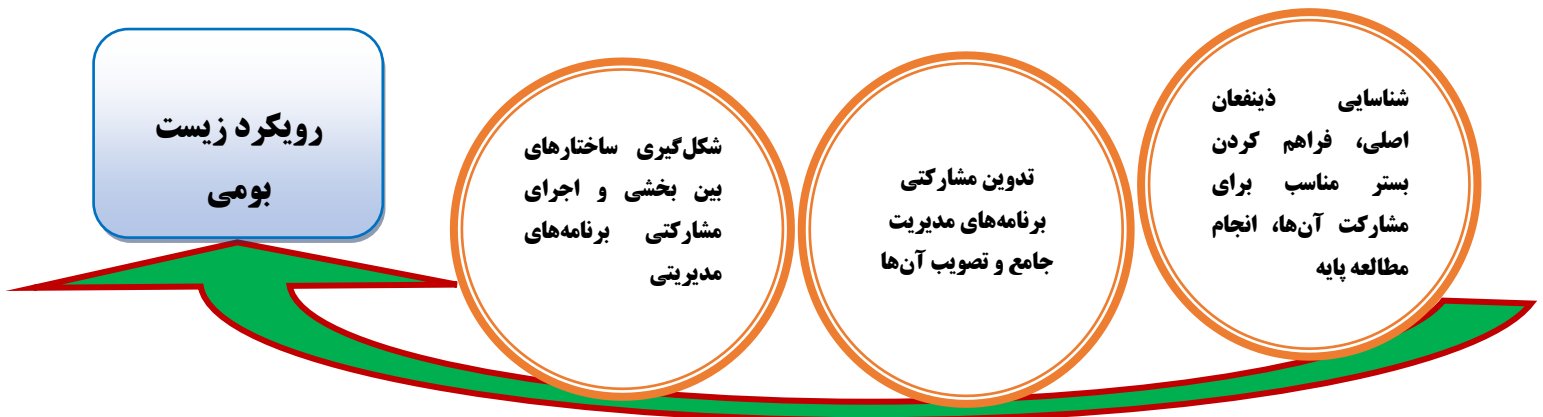 شناسایی ذینفعان
اصلی، فراهم کردن
بستر مناسب برای
مشارکت آن‌ها، انجام
مطالعه پایه
تدوین مشارکتی
برنامه‌های مدیریت
جامع و تصویب آن‌ها
شکل‌گیری ساختارهای
بین بخشی و اجرای
مشارکتی برنامه‌های
مدیریتی
رویکرد زیست
بومی